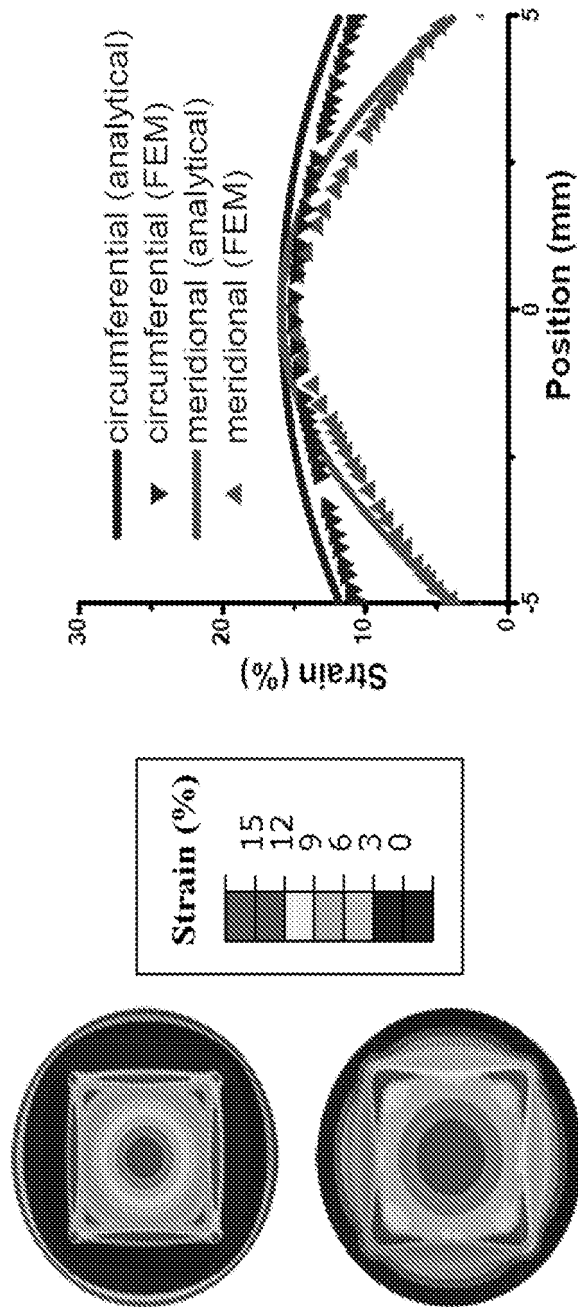 Strain (%)
15
12
9
6
3
0
circumferential (analytical)
circumferential (FEM)
meridional (analytical)
meridional (FEM)
Strain (%)
30
20
10
0
-5
0
5
Position (mm)